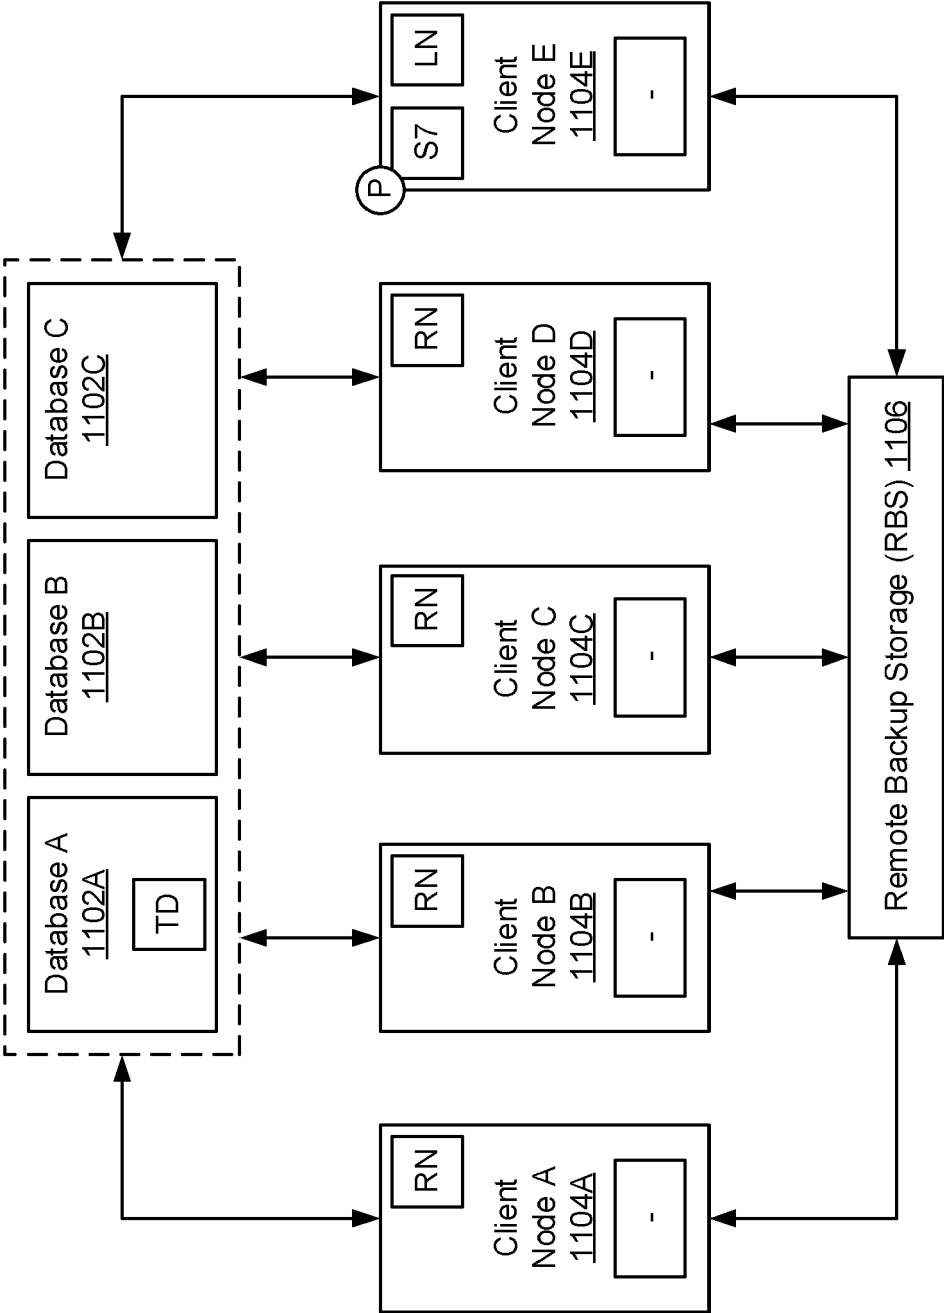 Database A
1102A
TD
Database B
1102B
Database C
1102C
RN
Client
Node A
1104A
-
RN
Client
Node B
1104B
-
RN
Client
Node C
1104C
-
RN
Client
Node D
1104D
-
P
S7
LN
Client
Node E
1104E
-
Remote Backup Storage (RBS) 1106